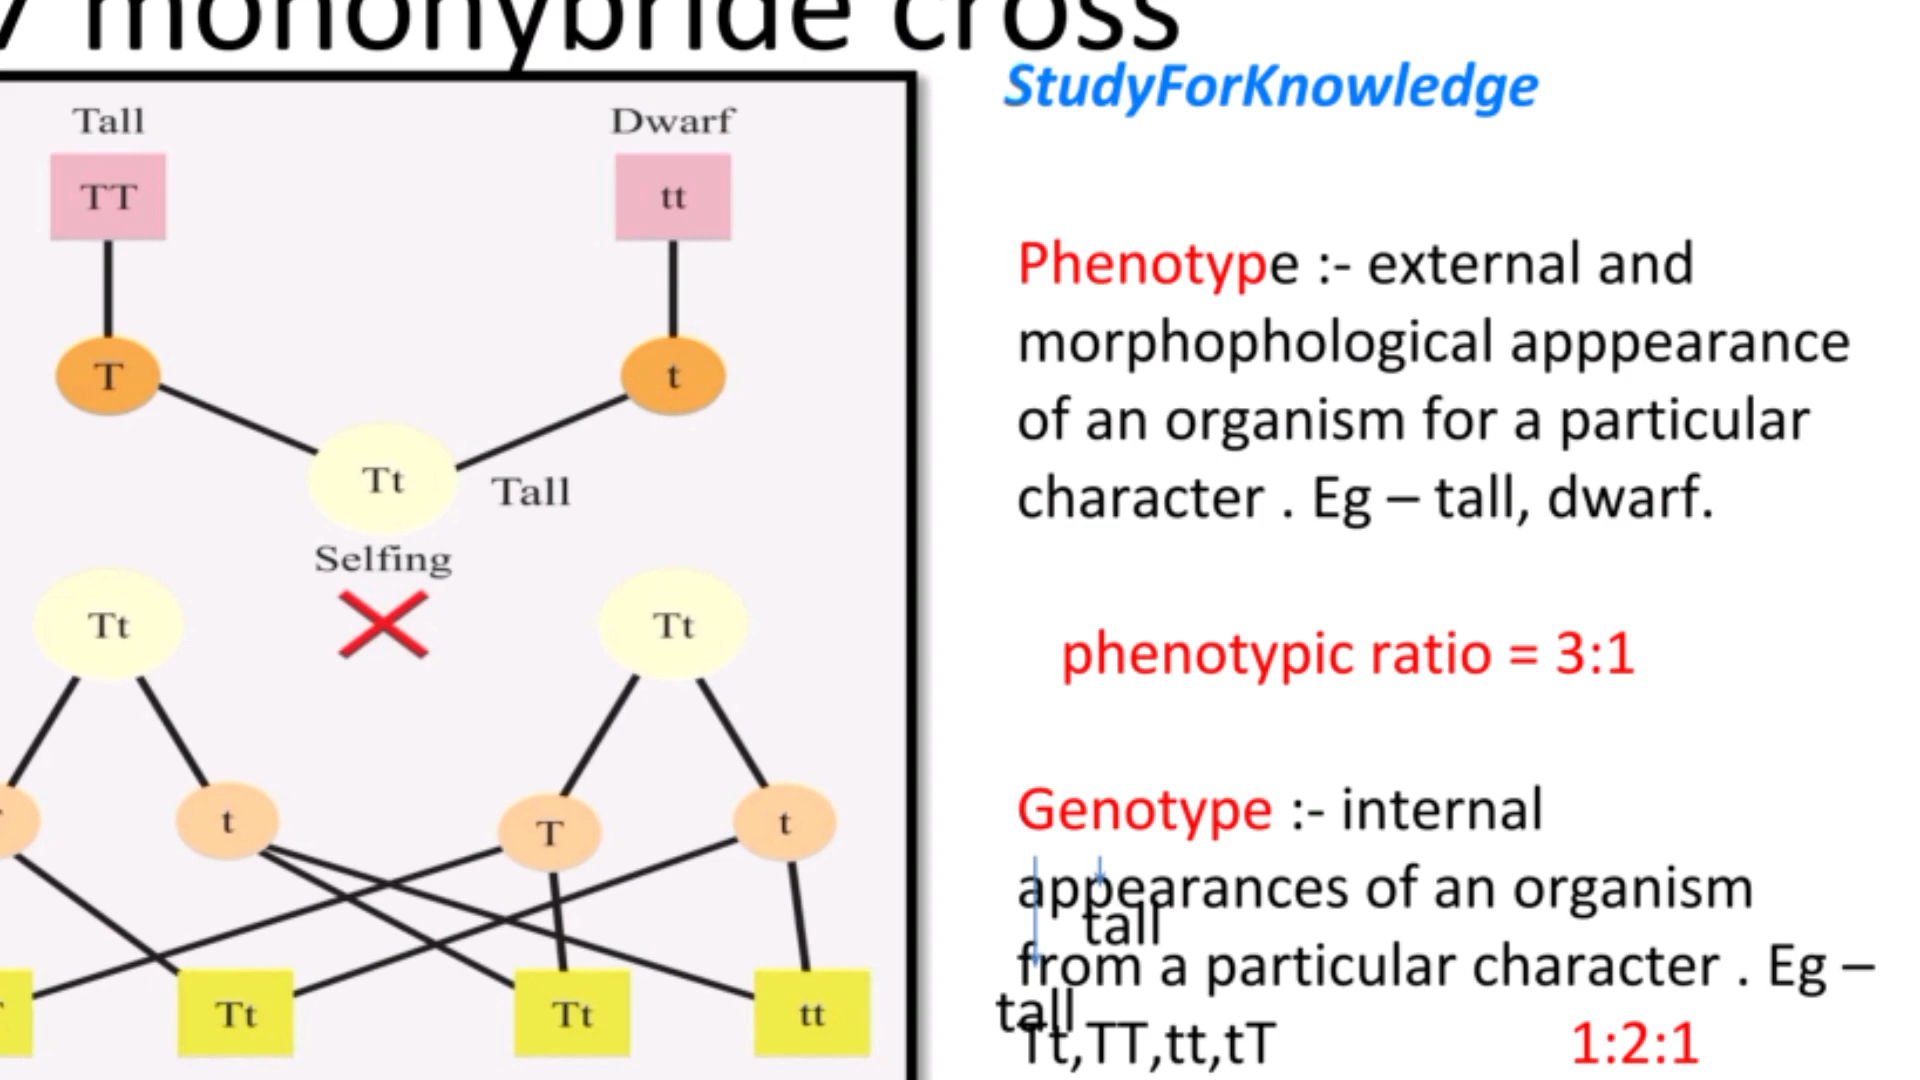 monohybride cross
StudyForKnowledge
Tall
Dwarf
TT
tt
T
t
Tt
Tall
Selfing
Tt
Tt
t
T
t
Tt
Tt
tt
Phenotype :- external and
morphophological apppearance
of an organism for a particular
character . Eg – tall, dwarf.
phenotypic ratio = 3:1
Genotype :- internal
appearances of an organism
tall
from a particular character . Eg –
tall
Tt,TT,tt,tT 1:2:1